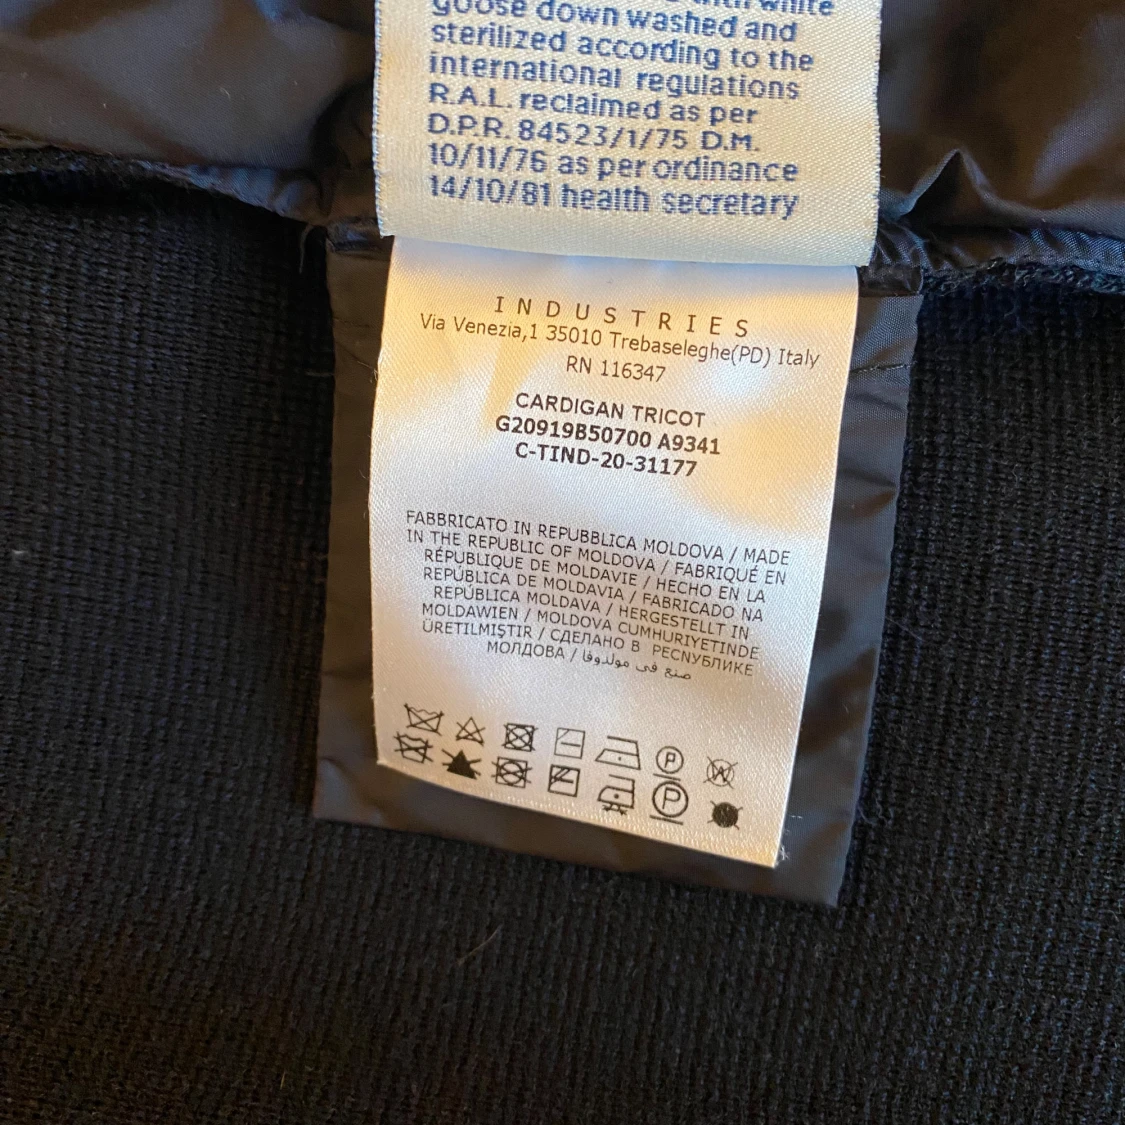 with white
goose down washed and
sterilized according to the
international regulations
R.A.L. reclaimed as per
D.P.R. 84523/1/75 D.M.
10/11/76 as per ordinance
14/10/81 health secretary
INDUSTRIES
Via Venezia,1 35010 Trebaseleghe(PD) Italy
RN 116347
CARDIGAN TRICOT
G20919B50700 A9341
C-TIND-20-31177
FABBRICATO IN REPUBBLICA MOLDOVA / MADE
IN THE REPUBLIC OF MOLDOVA / FABRIQUÉ EN
RÉPUBLIQUE DE MOLDAVIE / HECHO EN LA
REPÚBLICA DE MOLDAVIA / FABRICADO NA
REPÚBLICA MOLDAVA / HERGESTELLT IN
MOLDAWIEN / MOLDOVA CUMHURIYETINDE
ÜRETILMIŞTIR / СДЕЛАНО В РЕСПУБЛИКЕ
МОЛДОВА / صنع في مولدوفا
P W
P